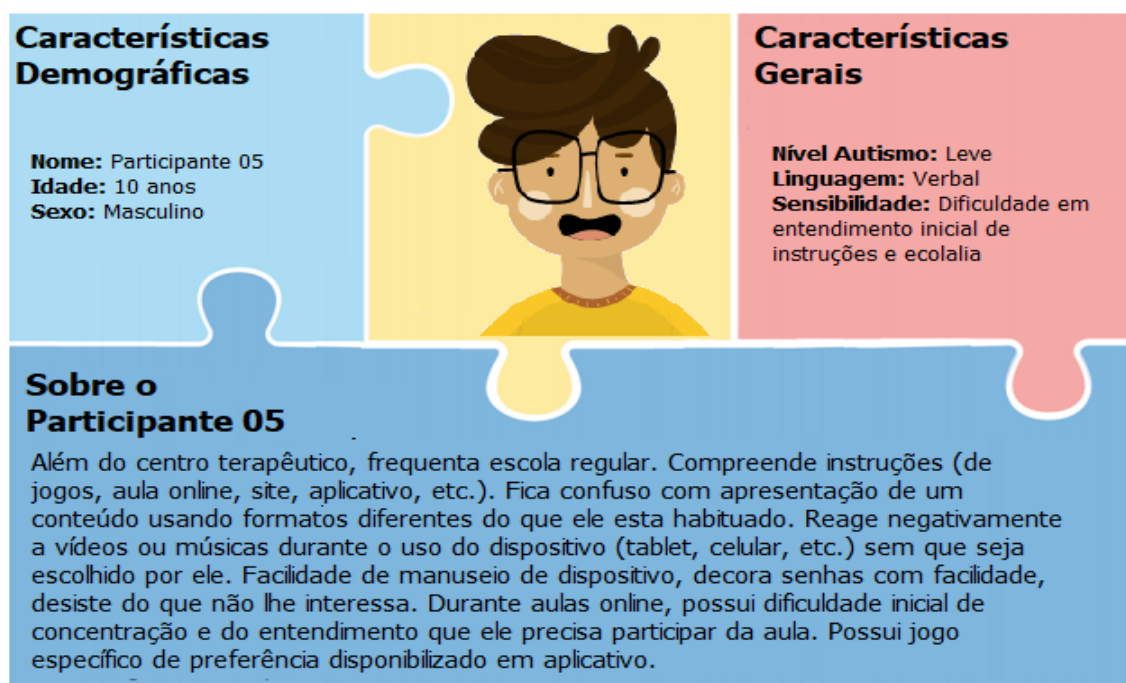 Características
Demográficas
Nome: Participante 05
Idade: 10 anos
Sexo: Masculino
Características
Gerais
Nível Autismo: Leve
Linguagem: Verbal
Sensibilidade: Dificuldade em
entendimento inicial de
instruções e ecolalia
Sobre o
Participante 05
Além do centro terapêutico, frequenta escola regular. Compreende instruções (de
jogos, aula online, site, aplicativo, etc.). Fica confuso com apresentação de um
conteúdo usando formatos diferentes do que ele esta habituado. Reage negativamente
a vídeos ou músicas durante o uso do dispositivo (tablet, celular, etc.) sem que seja
escolhido por ele. Facilidade de manuseio de dispositivo, decora senhas com facilidade,
desiste do que não lhe interessa. Durante aulas online, possui dificuldade inicial de
concentração e do entendimento que ele precisa participar da aula. Possui jogo
específico de preferência disponibilizado em aplicativo.